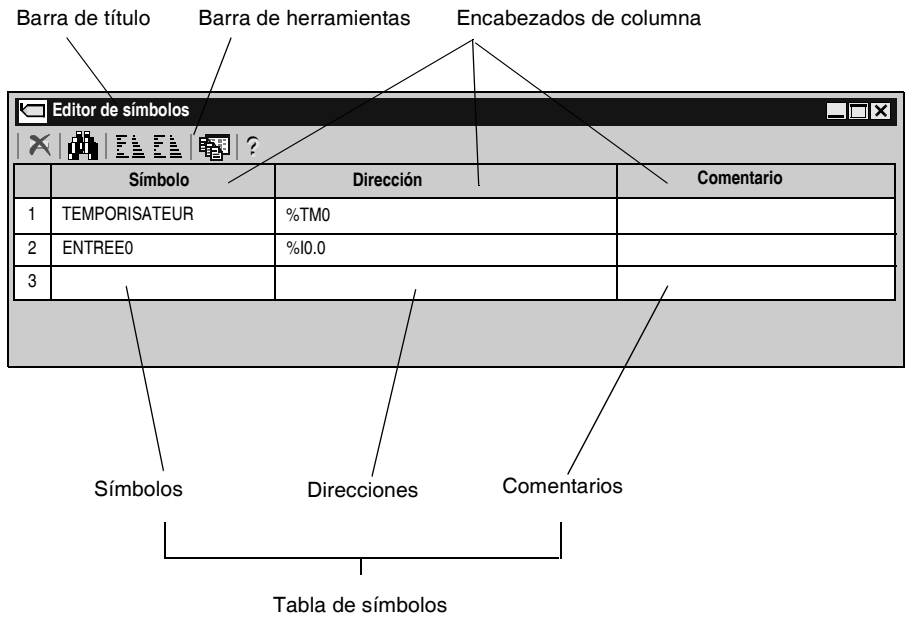 Barra de título Barra de herramientas Encabezados de columna
Editor de símbolos
?
Símbolo Dirección Comentario
1 TEMPORISATEUR %TM0
2 ENTREE0 %I0.0
3
Símbolos Direcciones Comentarios
Tabla de símbolos